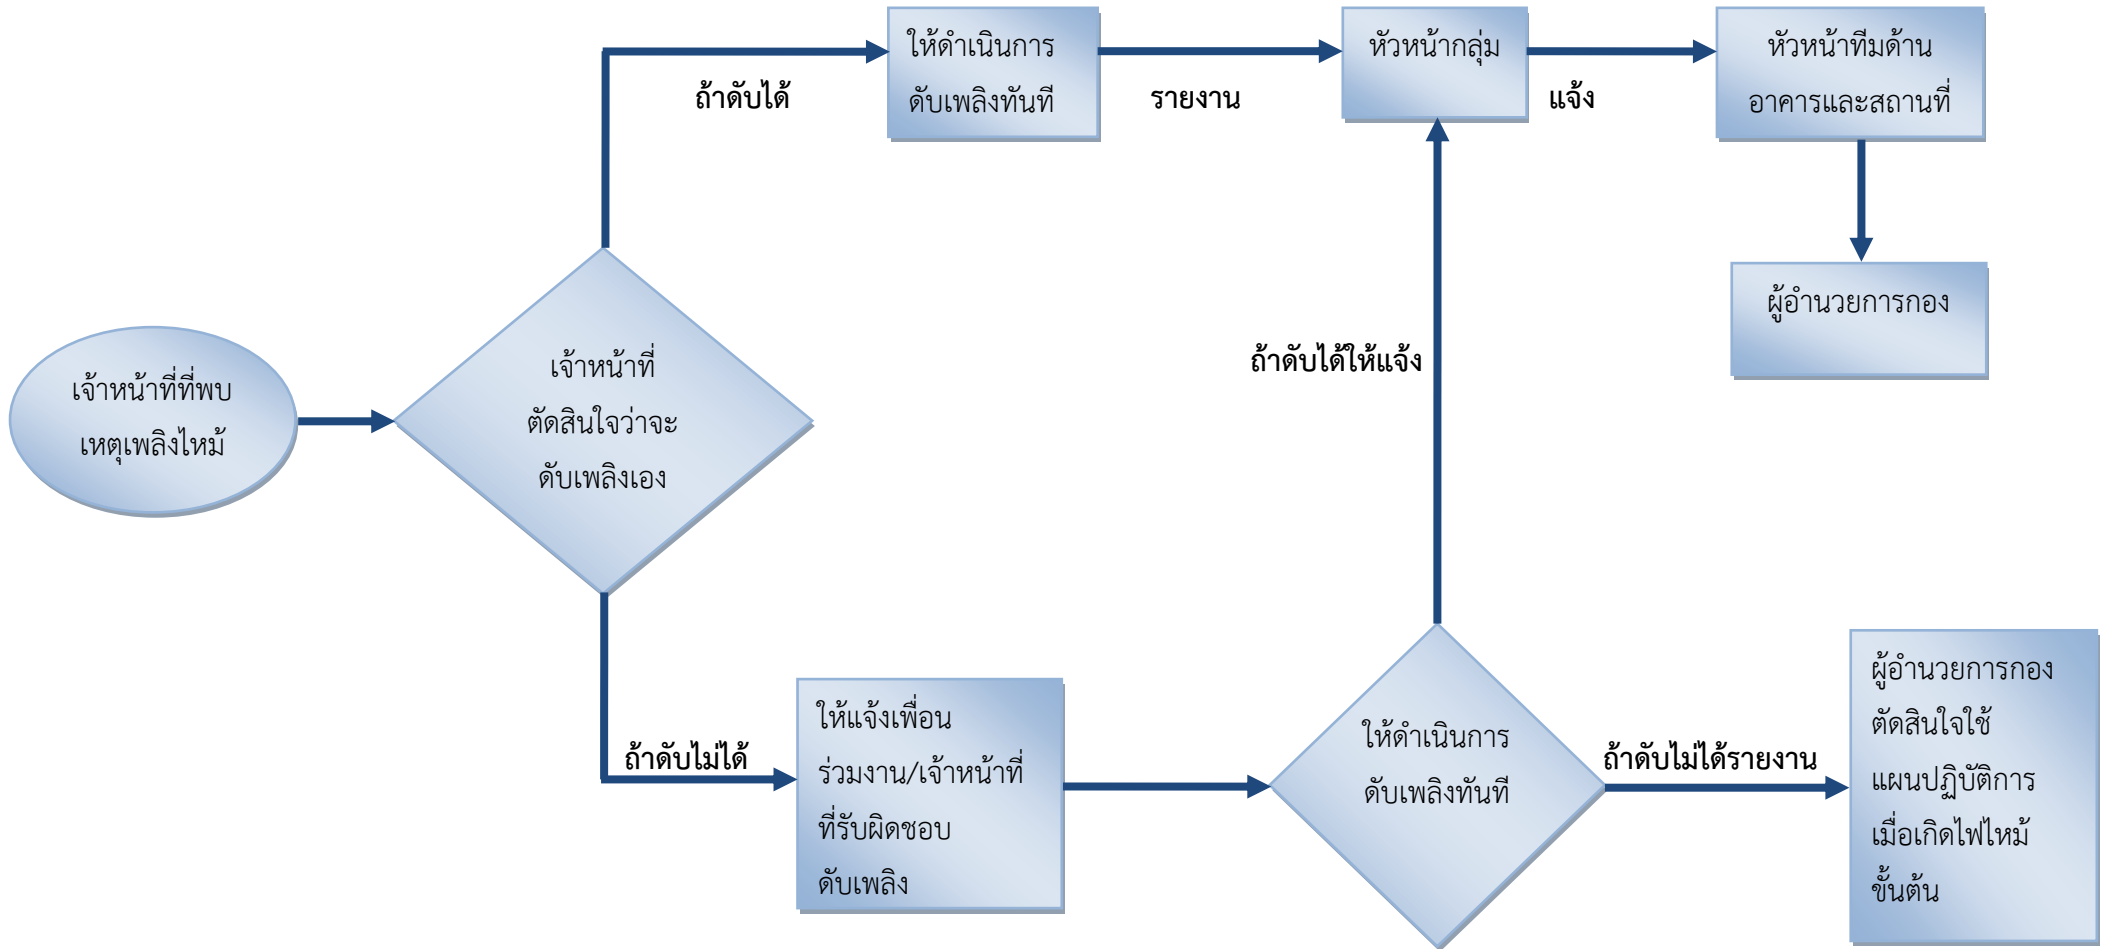 ให้ดำเนินการ
ดับเพลิงทันที
หัวหน้ากลุ่ม
หัวหน้าทีมด้าน
อาคารและสถานที่
ถ้าดับได้
รายงาน
แจ้ง
ผู้อำนวยการกอง
เจ้าหน้าที่ที่พบ
เหตุเพลิงไหม้
เจ้าหน้าที่
ตัดสินใจว่าจะ
ดับเพลิงเอง
ถ้าดับได้ให้แจ้ง
ถ้าดับไม่ได้
ให้แจ้งเพื่อน
ร่วมงาน/เจ้าหน้าที่
ที่รับผิดชอบ
ดับเพลิง
ให้ดำเนินการ
ดับเพลิงทันที
ถ้าดับไม่ได้รายงาน
ผู้อำนวยการกอง
ตัดสินใจใช้
แผนปฏิบัติการ
เมื่อเกิดไฟไหม้
ขั้นต้น